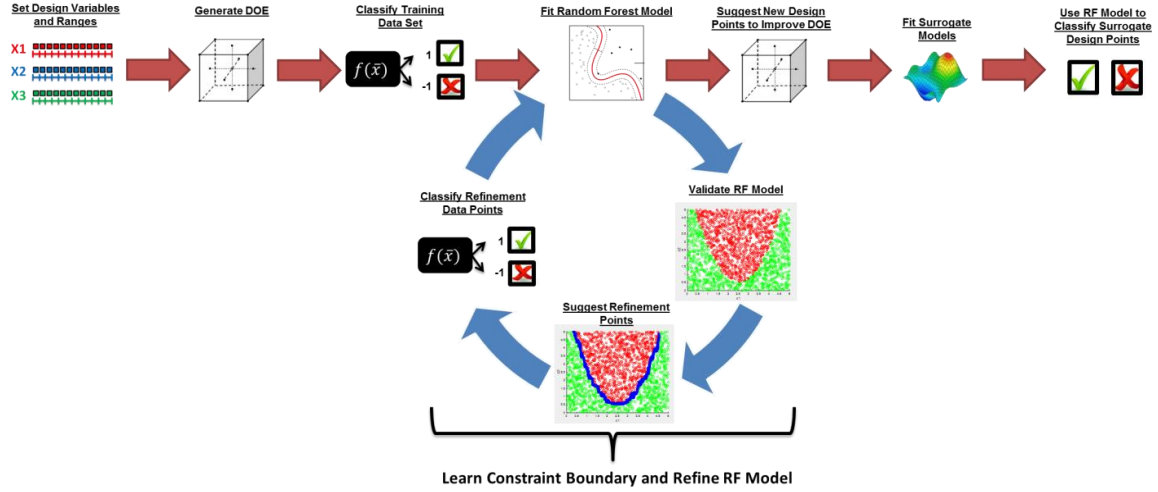 Set Design Variables
and Ranges
X1
X2
X3
Generate DOE
Classify Training
Data Set
f(x̄)
1
-1
Fit Random Forest Model
Suggest New Design
Points to Improve DOE
Fit Surrogate
Models
Use RF Model to
Classify Surrogate
Design Points
Validate RF Model
Suggest Refinement
Points
Classify Refinement
Data Points
f(x̄)
1
-1
Learn Constraint Boundary and Refine RF Model